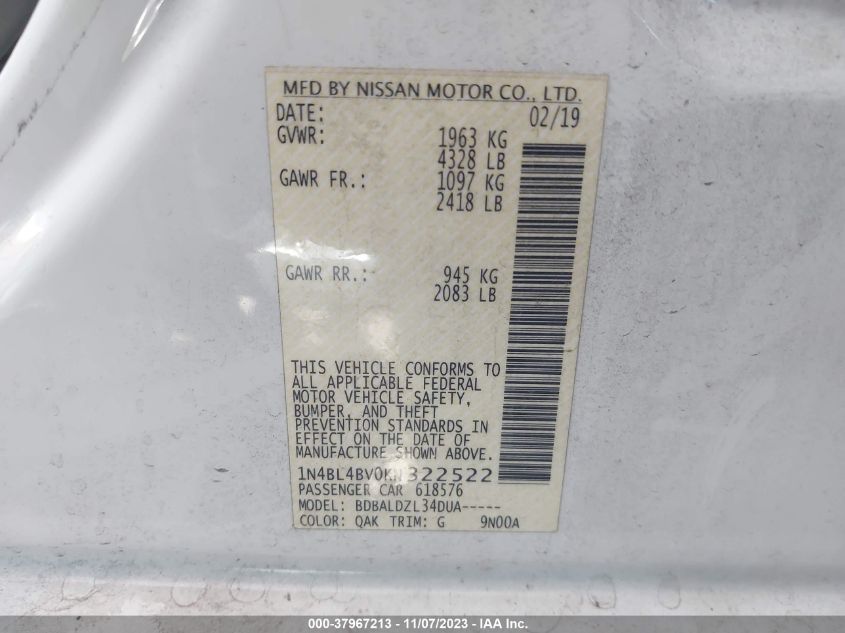 MFD BY NISSAN MOTOR CO., LTD.
DATE: 02/19
GVWR: 1963 KG
4328 LB
GAWR FR.: 1097 KG
2418 LB
GAWR RR.: 945 KG
2083 LB
THIS VEHICLE CONFORMS TO
ALL APPLICABLE FEDERAL
MOTOR VEHICLE SAFETY,
BUMPER, AND THEFT
PREVENTION STANDARDS IN
EFFECT ON THE DATE OF
MANUFACTURE SHOWN ABOVE.
1N4BL4BV0KN322522
PASSENGER CAR 618576
MODEL: BDBALDZL34DUA-----
COLOR: QAK TRIM: G 9N00A
000-37967213 - 11/07/2023 - IAA Inc.